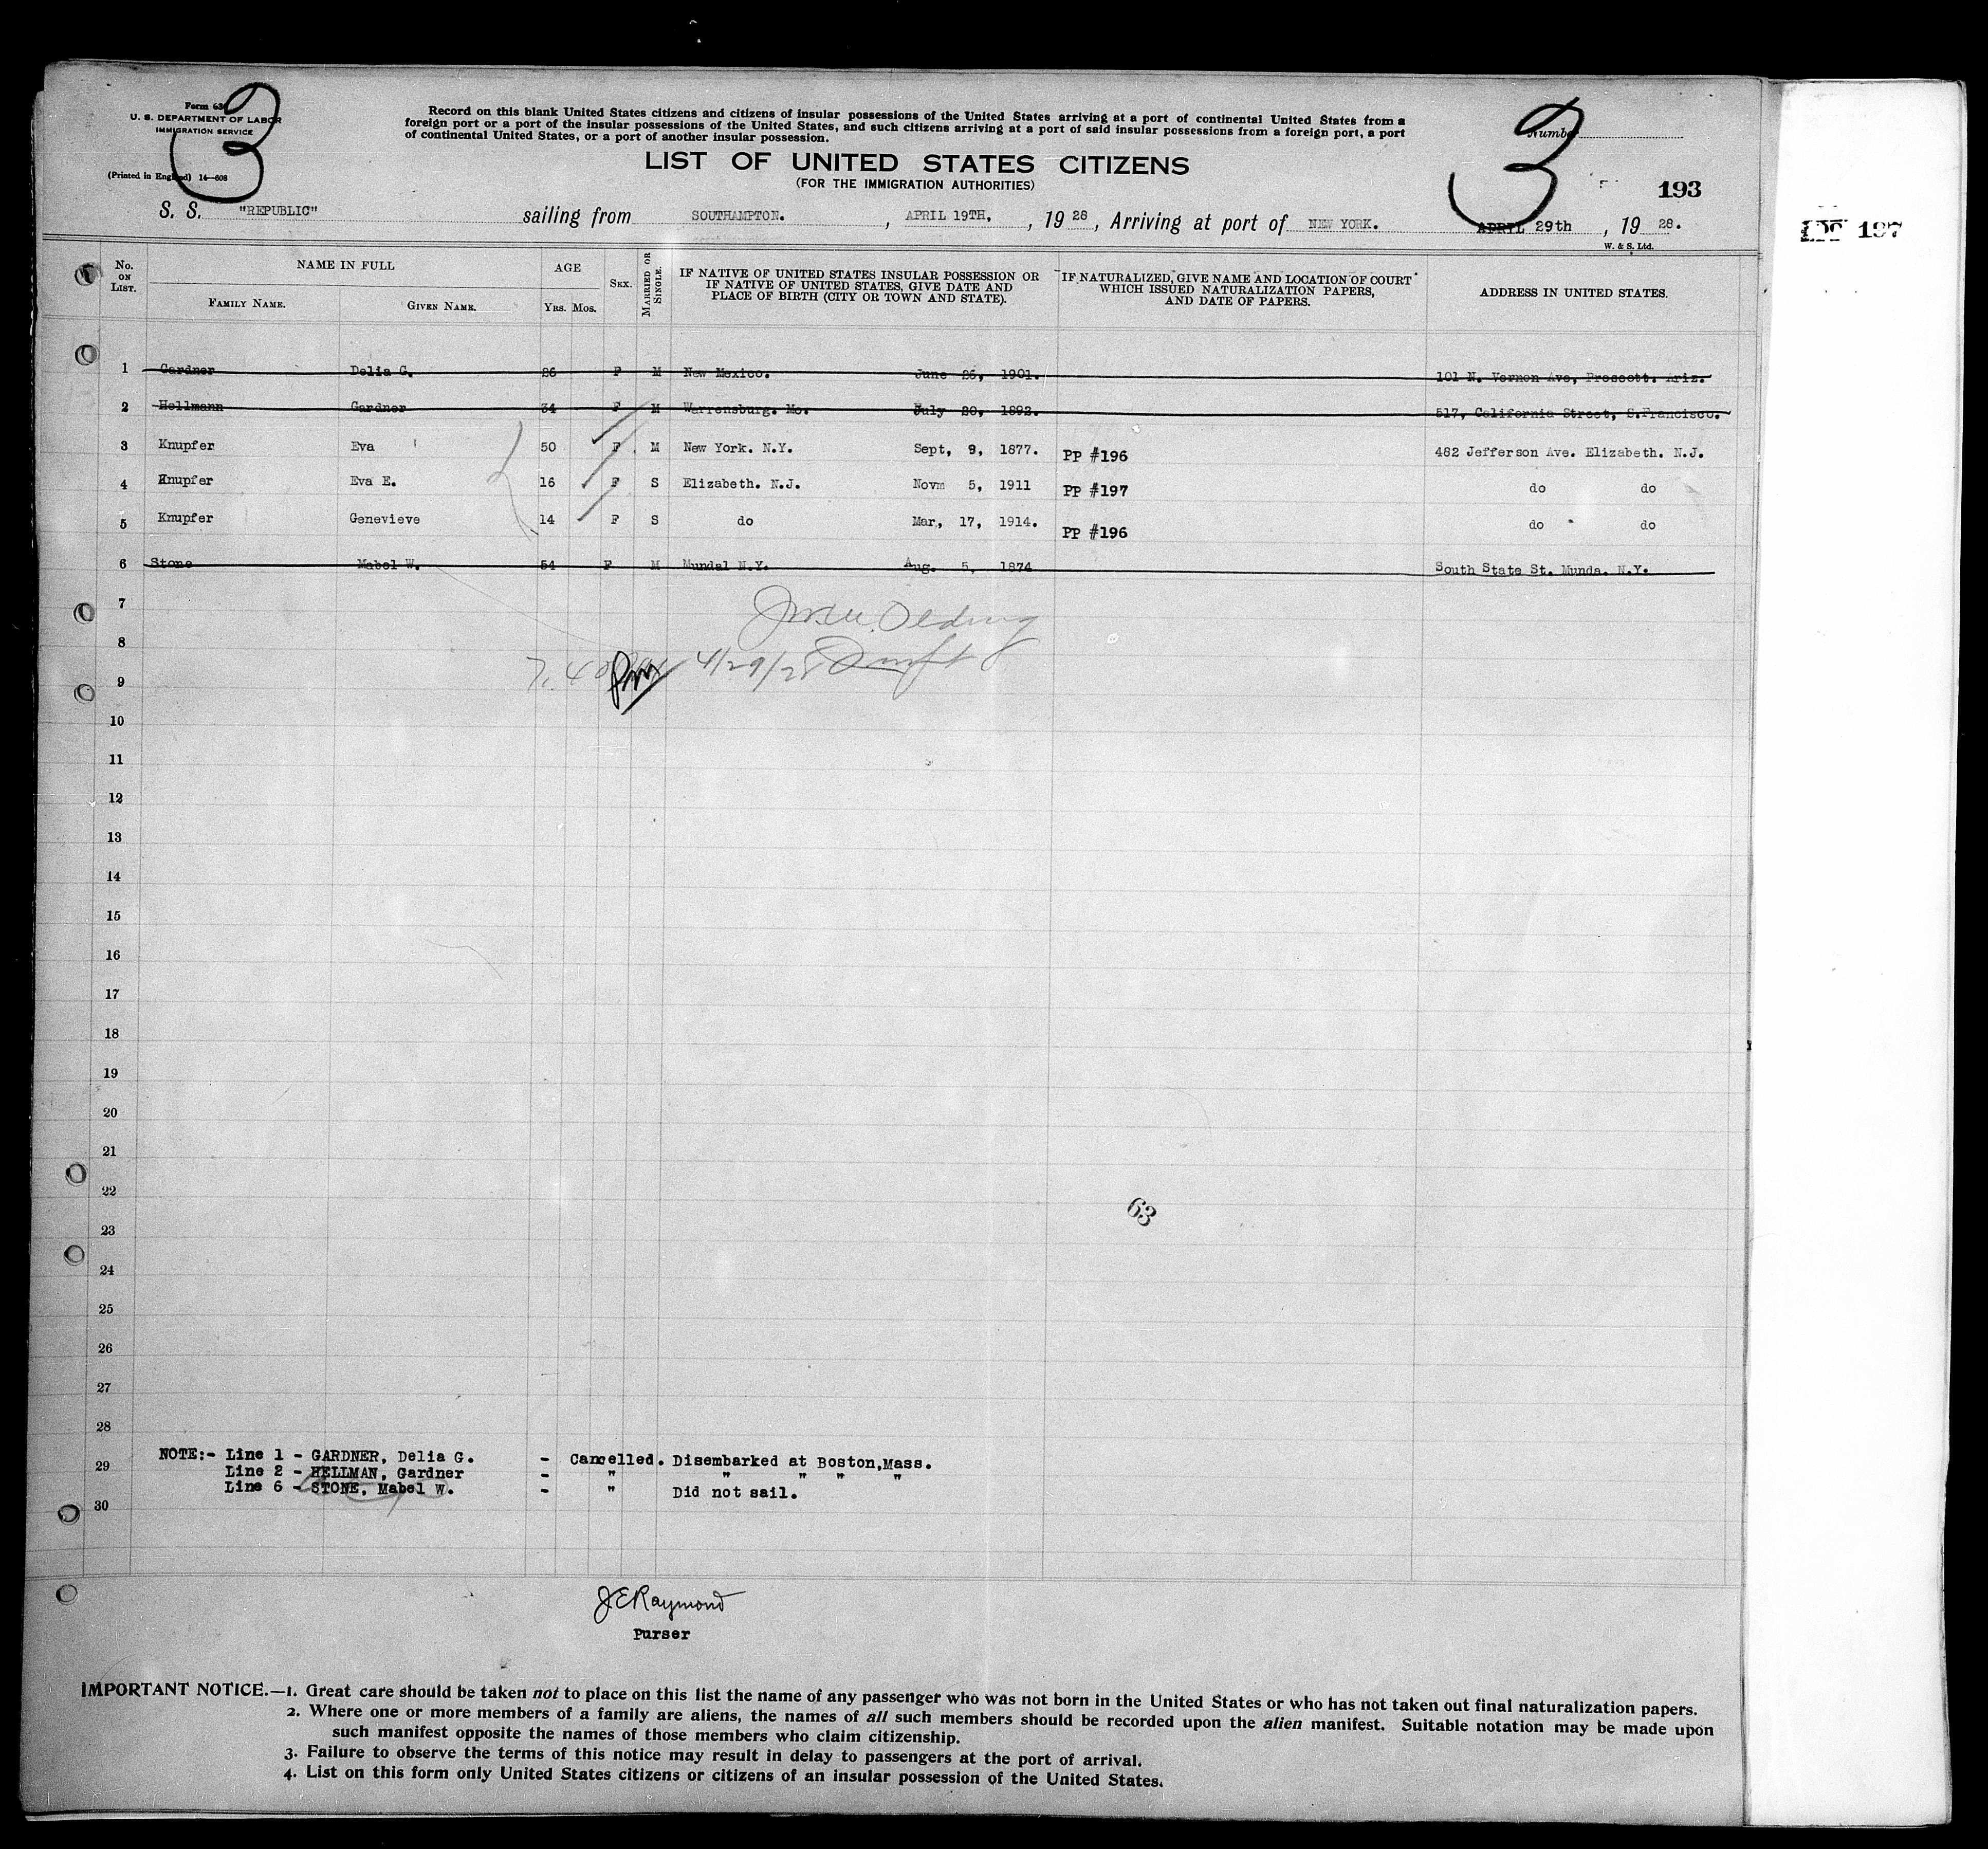 3
3
Form 630
U. S. DEPARTMENT OF LABOR
IMMIGRATION SERVICE
(Printed in England) 14—608
Record on this blank United States citizens and citizens of insular possessions of the United States arriving at a port of continental United States from a
foreign port or a port of the insular possessions of the United States, and such citizens arriving at a port of said insular possessions from a foreign port, a port
of continental United States, or a port of another insular possession.
Number
LIST OF UNITED STATES CITIZENS
(FOR THE IMMIGRATION AUTHORITIES)
193
197
S. S. "REPUBLIC" sailing from SOUTHAMPTON. , APRIL 19TH, , 19 28 , Arriving at port of NEW YORK. APRIL 29th , 19 28.
W. & S. Ltd.
No. ON LIST. NAME IN FULL AGE SEX. MARRIED OR SINGLE. IF NATIVE OF UNITED STATES INSULAR POSSESSION OR IF NATIVE OF UNITED STATES, GIVE DATE AND PLACE OF BIRTH (CITY OR TOWN AND STATE). IF NATURALIZED, GIVE NAME AND LOCATION OF COURT WHICH ISSUED NATURALIZATION PAPERS, AND DATE OF PAPERS. ADDRESS IN UNITED STATES.
FAMILY NAME. GIVEN NAME. YRS. MOS.
1 Gardner Delia G. 26 F M New Mexico. June 26, 1901. 101 N. Vernon Ave, Prescott. Ariz.
2 Hellmann Gardner 34 F M Warrensburg. Mo. July 20, 1892. 517, California Street, S.Francisco.
3 Knupfer Eva 50 F M New York. N.Y. Sept, 9, 1877. PP #196 462 Jefferson Ave. Elizabeth. N.J.
4 Knupfer Eva E. 16 F S Elizabeth. N.J. Novm 5, 1911 PP #197 do do
5 Knupfer Genevieve 14 F S do Mar., 17, 1914. PP #196 do do
6 Stone Mabel W. 54 F M Mundal N.Y. Aug. 5, 1874 South State St. Munda. N.Y.
7
8
4/29/28
9
10
11
12
13
14
15
16
17
18
19
20
21
22
63
23
24
25
26
27
28
NOTE:- Line 1 - GARDNER, Delia G. - Cancelled. Disembarked at Boston,Mass.
29 Line 2 - HELLMAN, Gardner - " " " " "
Line 6 - STONE, Mabel W. - " Did not sail.
30
J.E.Raymond
Purser
IMPORTANT NOTICE.—1. Great care should be taken not to place on this list the name of any passenger who was not born in the United States or who has not taken out final naturalization papers.
2. Where one or more members of a family are aliens, the names of all such members should be recorded upon the alien manifest. Suitable notation may be made upon
such manifest opposite the names of those members who claim citizenship.
3. Failure to observe the terms of this notice may result in delay to passengers at the port of arrival.
4. List on this form only United States citizens or citizens of an insular possession of the United States.